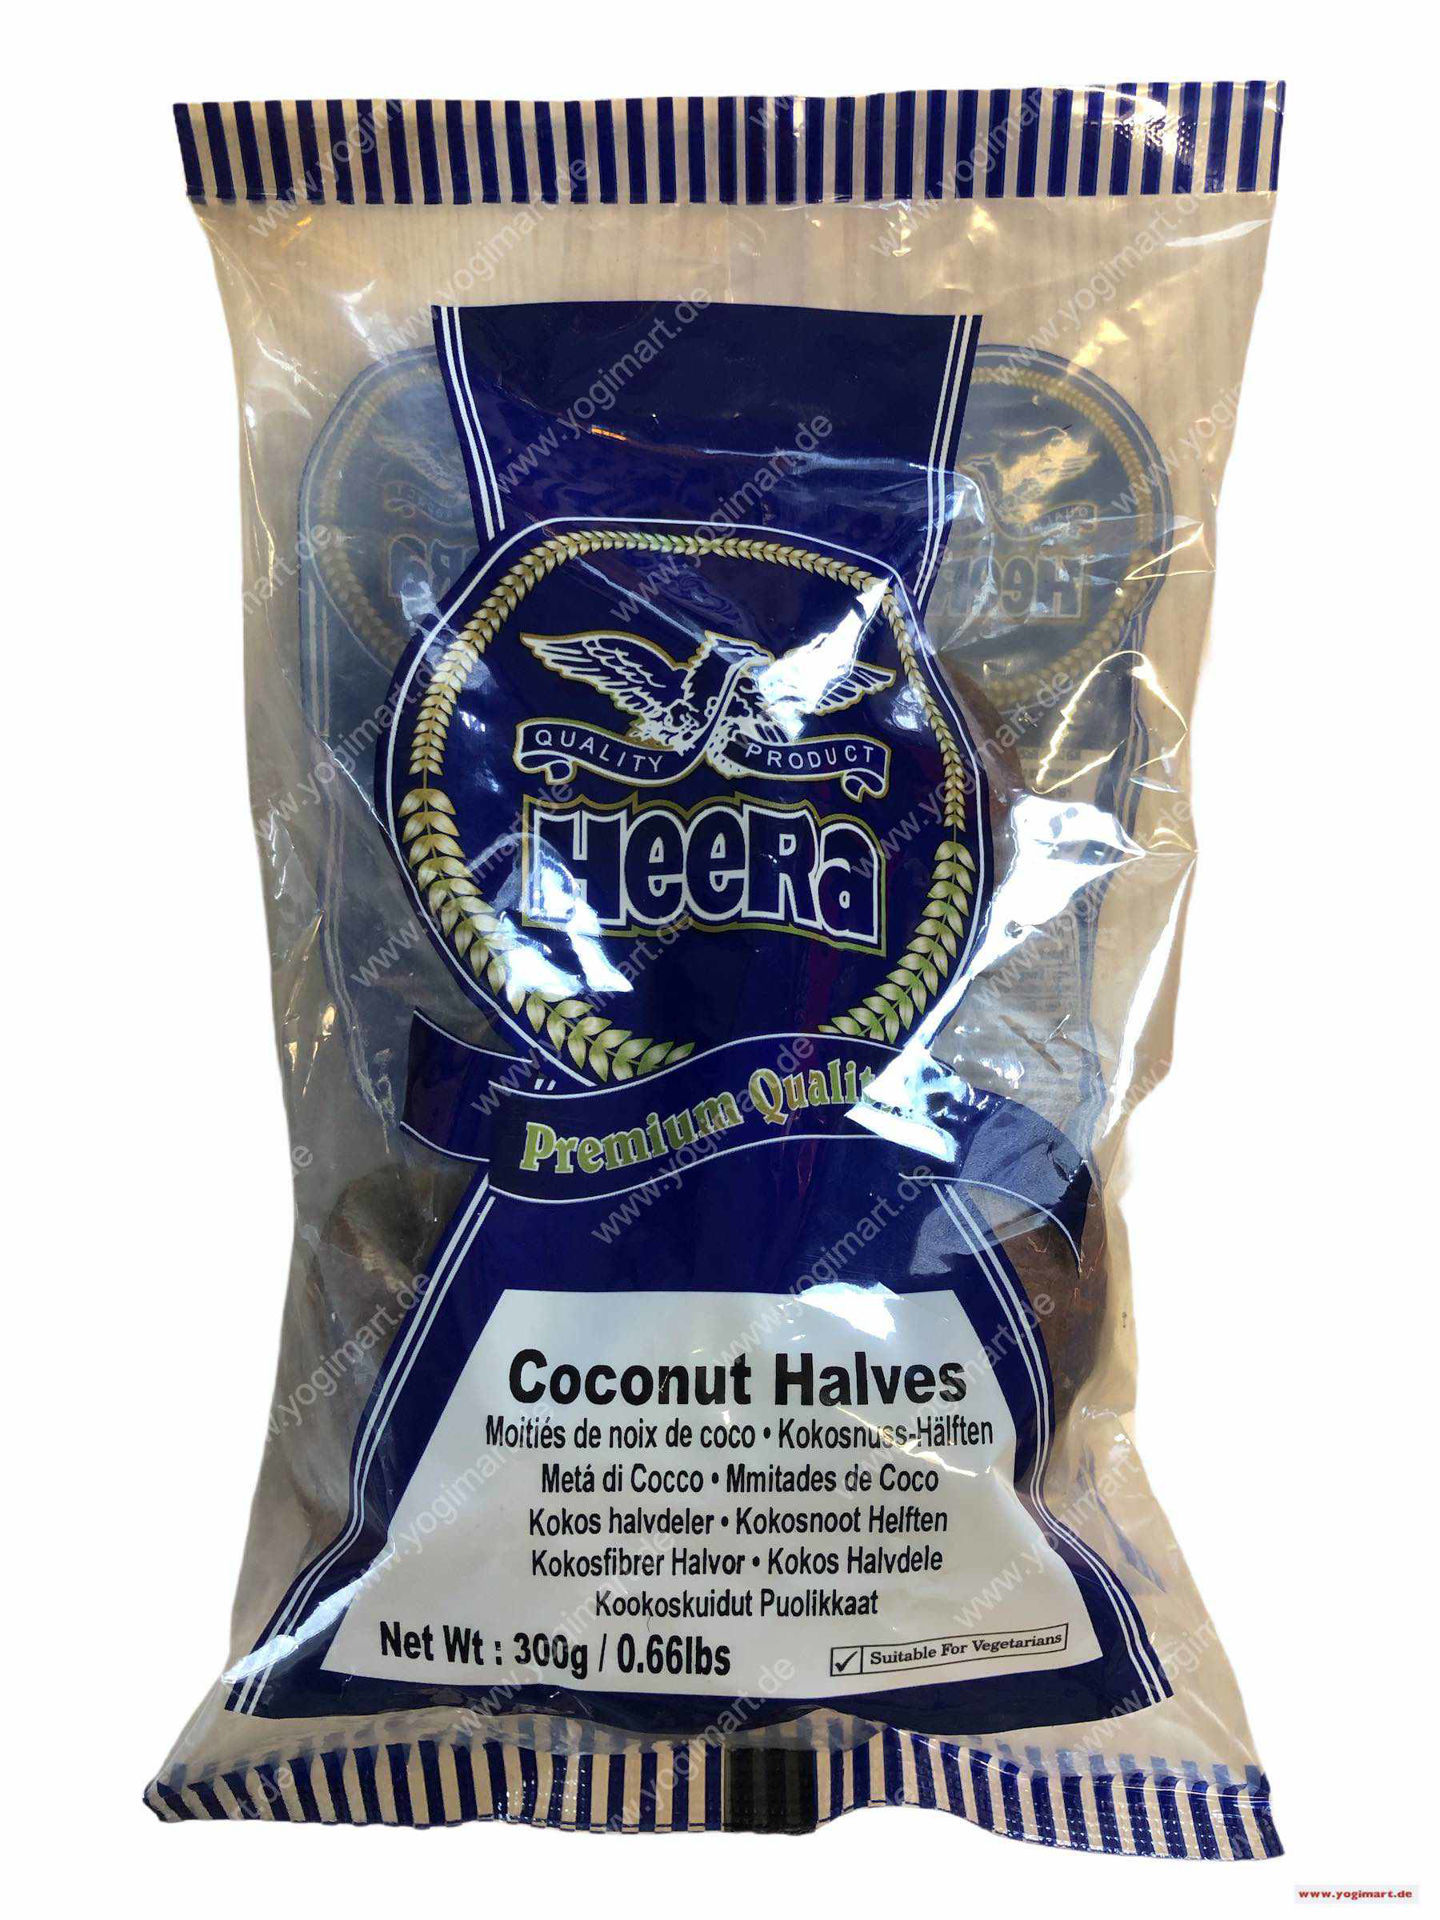 QUALITY PRODUCT
HeeRa
Premium Quality
Coconut Halves
Moitiés de noix de coco • Kokosnuss-Hälften
Metá di Cocco • Mmitades de Coco
Kokos halvdeler • Kokosnoot Helften
Kokosfibrer Halvor • Kokos Halvdele
Kookoskuidut Puolikkaat
Net Wt : 300g / 0.66lbs
Suitable For Vegetarians
www.yogimart.de